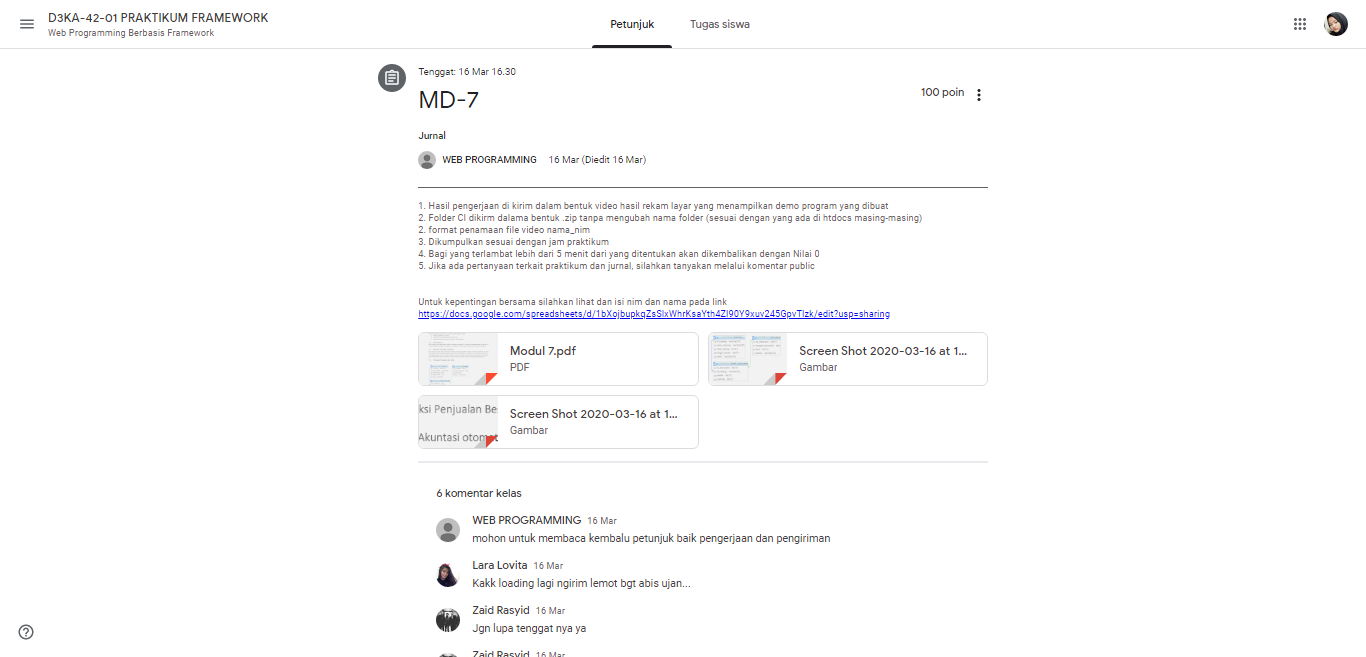 D3KA-42-01 PRAKTIKUM FRAMEWORK
Web Programming Berbasis Framework
Petunjuk
Tugas siswa
Tenggat: 16 Mar 16.30
MD-7
100 poin
Jurnal
WEB PROGRAMMING 16 Mar (Diedit 16 Mar)
1. Hasil pengerjaan di kirim dalam bentuk video hasil rekam layar yang menampilkan demo program yang dibuat
2. Folder CI dikirm dalama bentuk .zip tanpa mengubah nama folder (sesuai dengan yang ada di htdocs masing-masing)
2. format penamaan file video nama_nim
3. Dikumpulkan sesuai dengan jam praktikum
4. Bagi yang terlambat lebih dari 5 menit dari yang ditentukan akan dikembalikan dengan Nilai 0
5. Jika ada pertanyaan terkait praktikum dan jurnal, silahkan tanyakan melalui komentar public
Untuk kepentingan bersama silahkan lihat dan isi nim dan nama pada link
https://docs.google.com/spreadsheets/d/1bXojbupkqZsSlxWhrKsaYth4Zl90Y9xuv245GpvTlzk/edit?usp=sharing
Modul 7.pdf
PDF
Screen Shot 2020-03-16 at 1...
Gambar
ksi Penjualan Be
Akuntasi otomat
Screen Shot 2020-03-16 at 1...
Gambar
6 komentar kelas
WEB PROGRAMMING 16 Mar
mohon untuk membaca kembalu petunjuk baik pengerjaan dan pengiriman
Lara Lovita 16 Mar
Kakk loading lagi ngirim lemot bgt abis ujan...
Zaid Rasyid 16 Mar
Jgn lupa tenggat nya ya
Zaid Rasyid 16 Mar